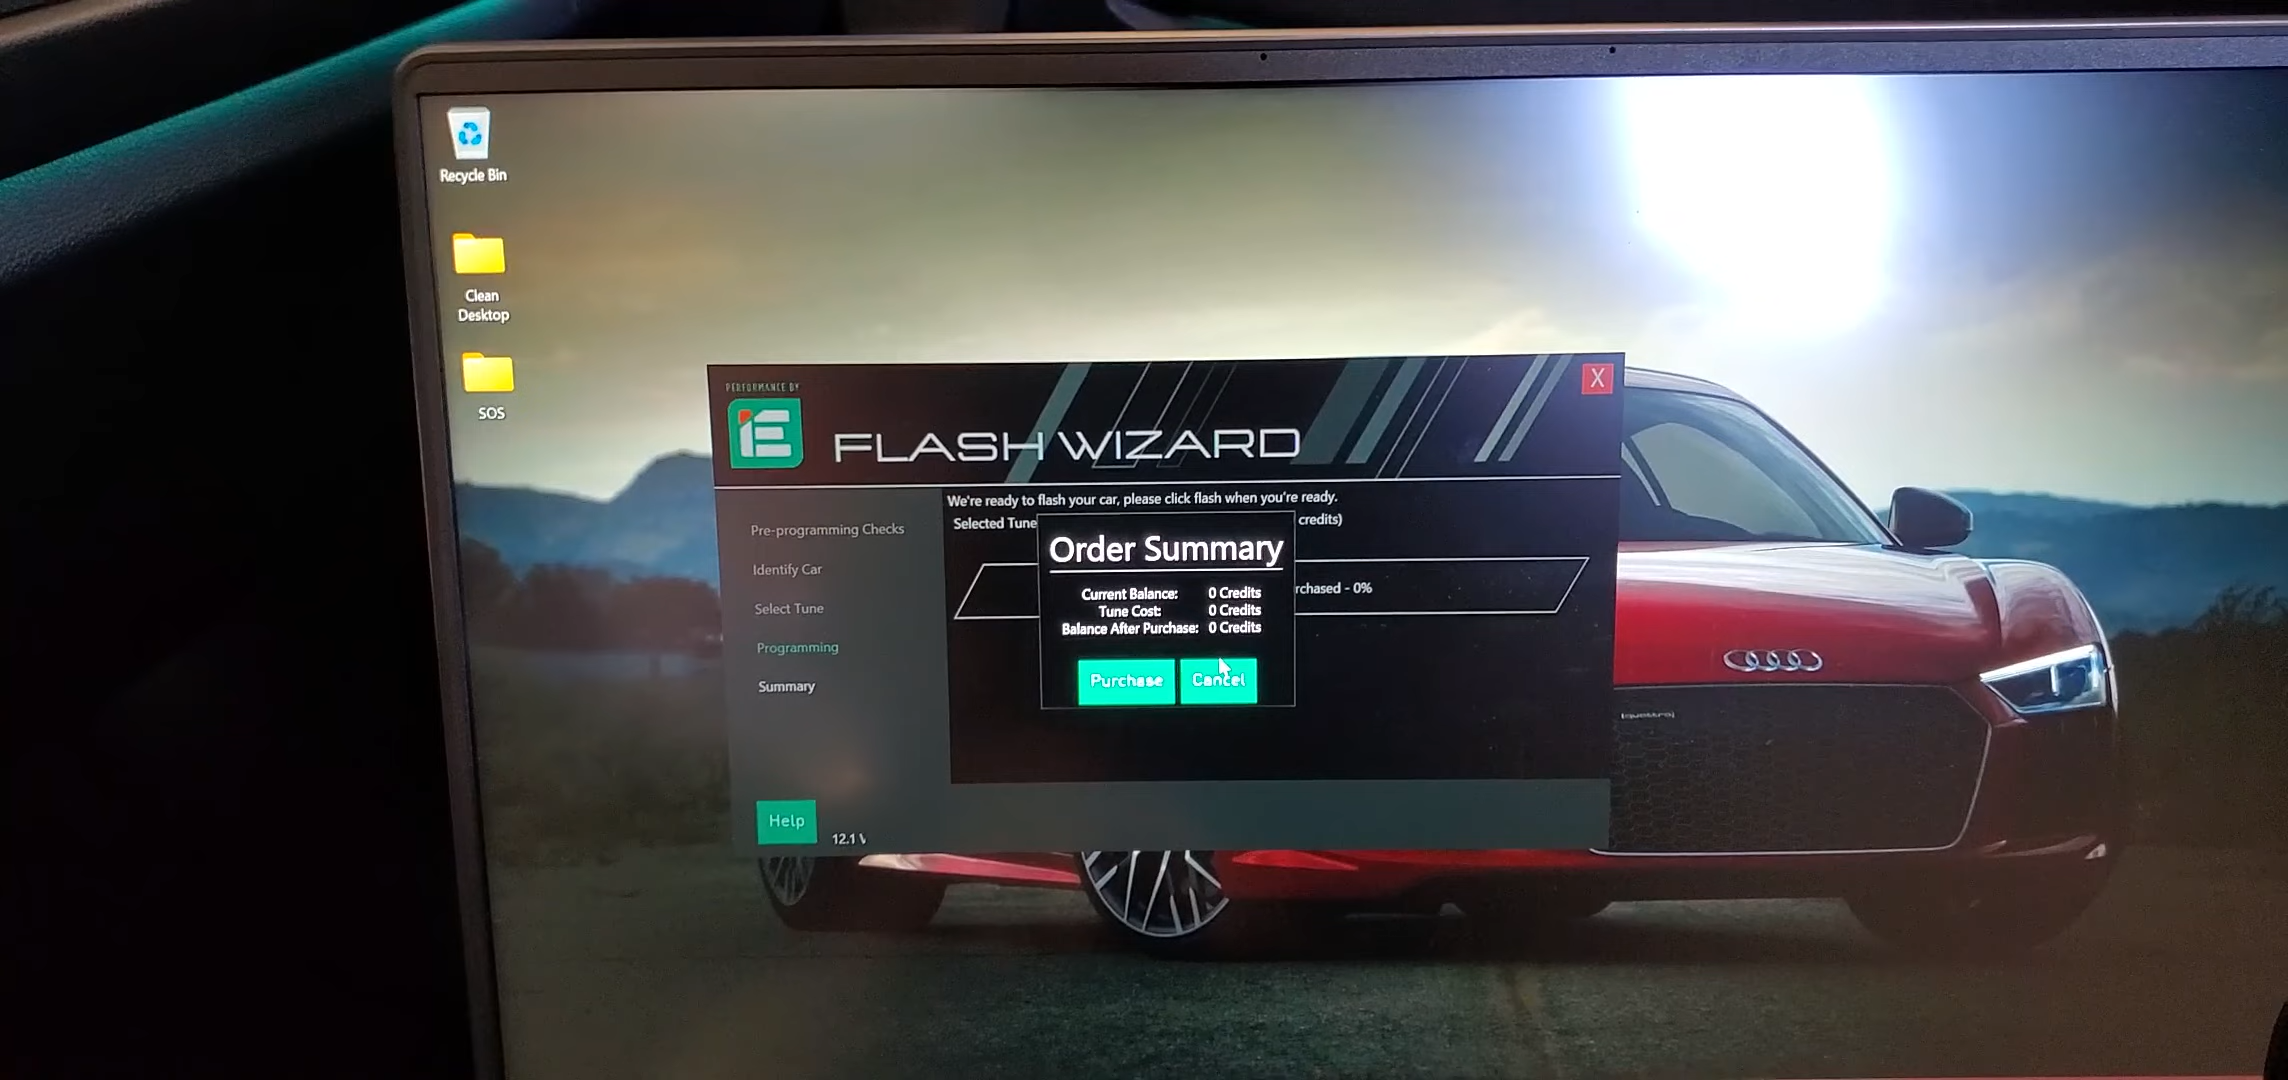 Recycle Bin
Clean
Desktop
SOS
PERFORMANCE BY
iE
FLASH WIZARD
X
We're ready to flash your car, please click flash when you're ready.
Selected Tune
credits)
Pre-programming Checks
Identify Car
Select Tune
Programming
Summary
Order Summary
Current Balance: 0 Credits
Tune Cost: 0 Credits
Balance After Purchase: 0 Credits
rchased - 0%
Purchase
Cancel
Help
12.1 V
quattro